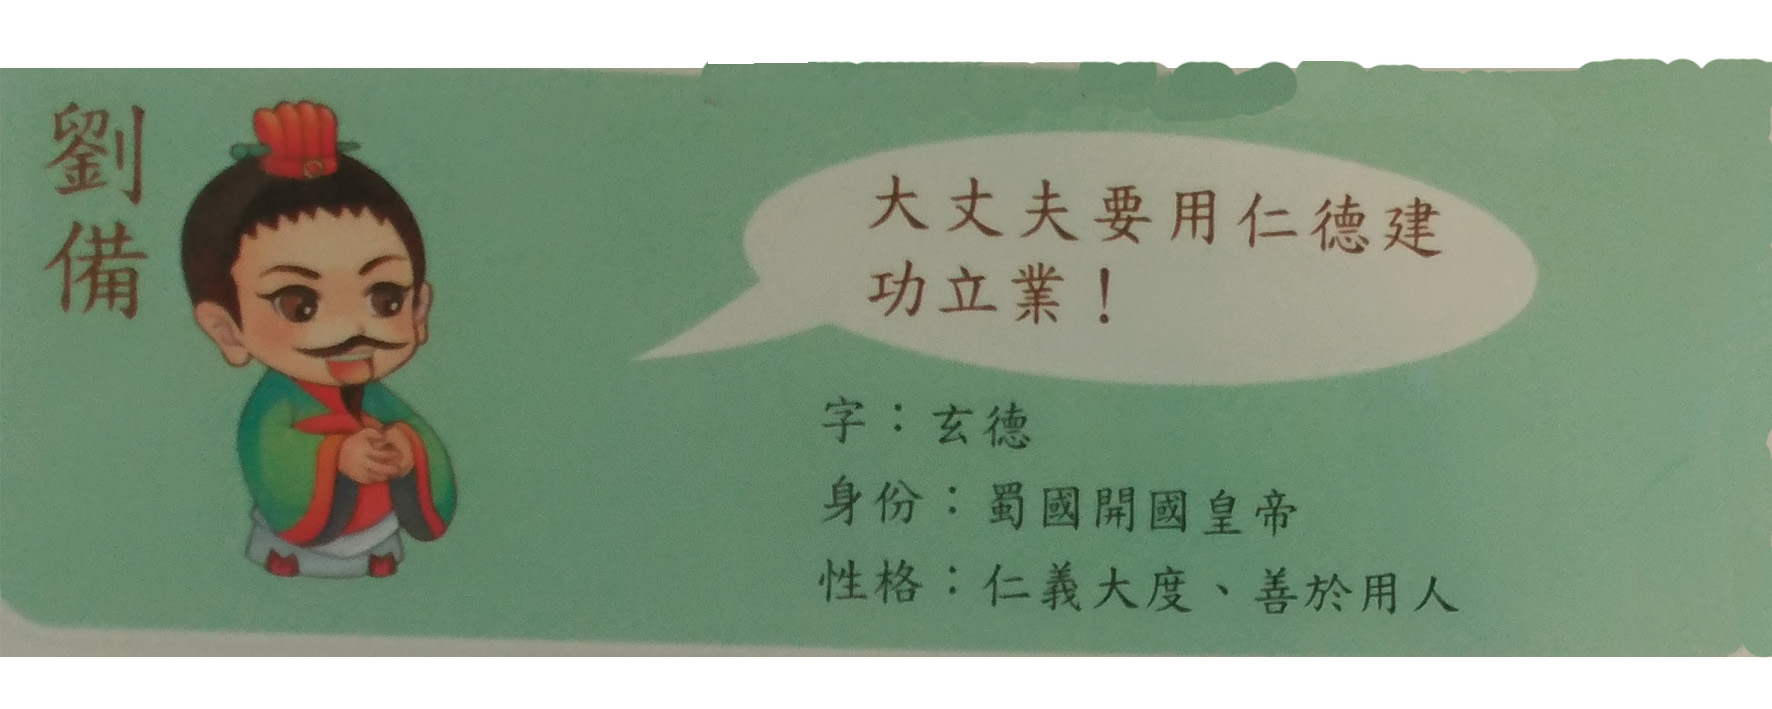 劉備
大丈夫要用仁德建
功立業！
字：玄德
身份：蜀國開國皇帝
性格：仁義大度、善於用人